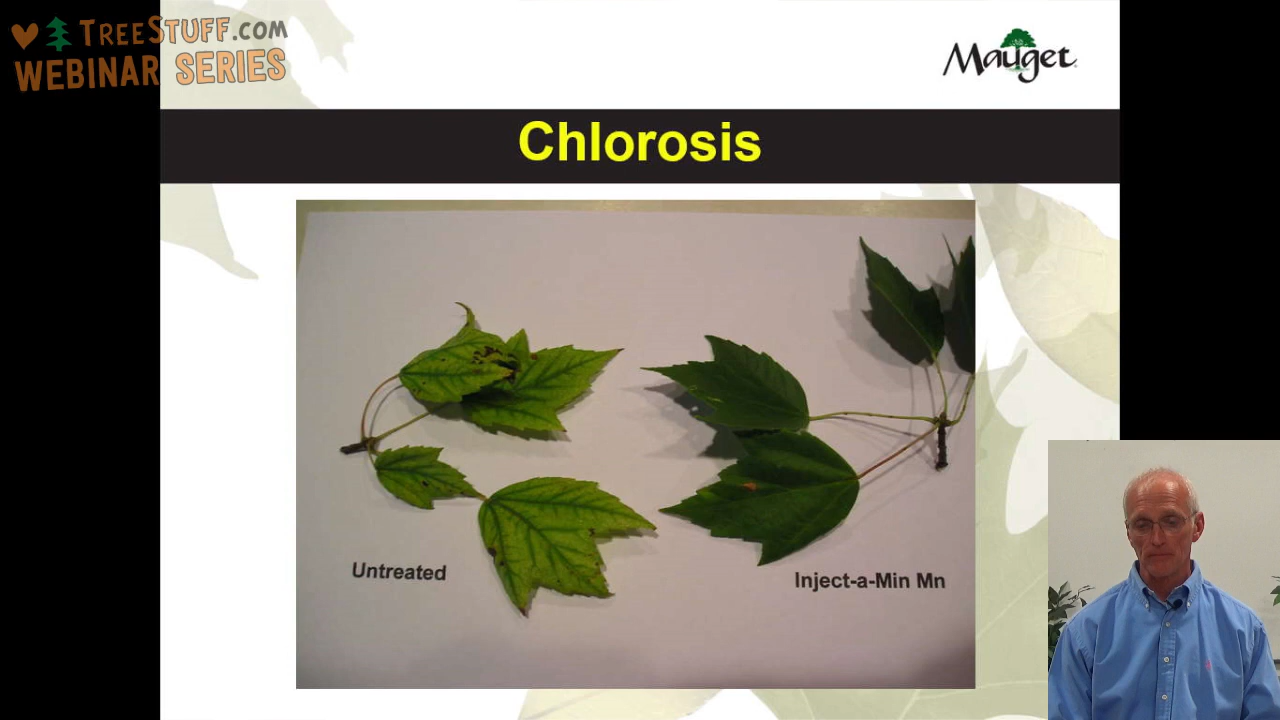 TREESTUFF.COM
WEBINAR SERIES
Mauget
Chlorosis
Untreated
Inject-a-Min Mn